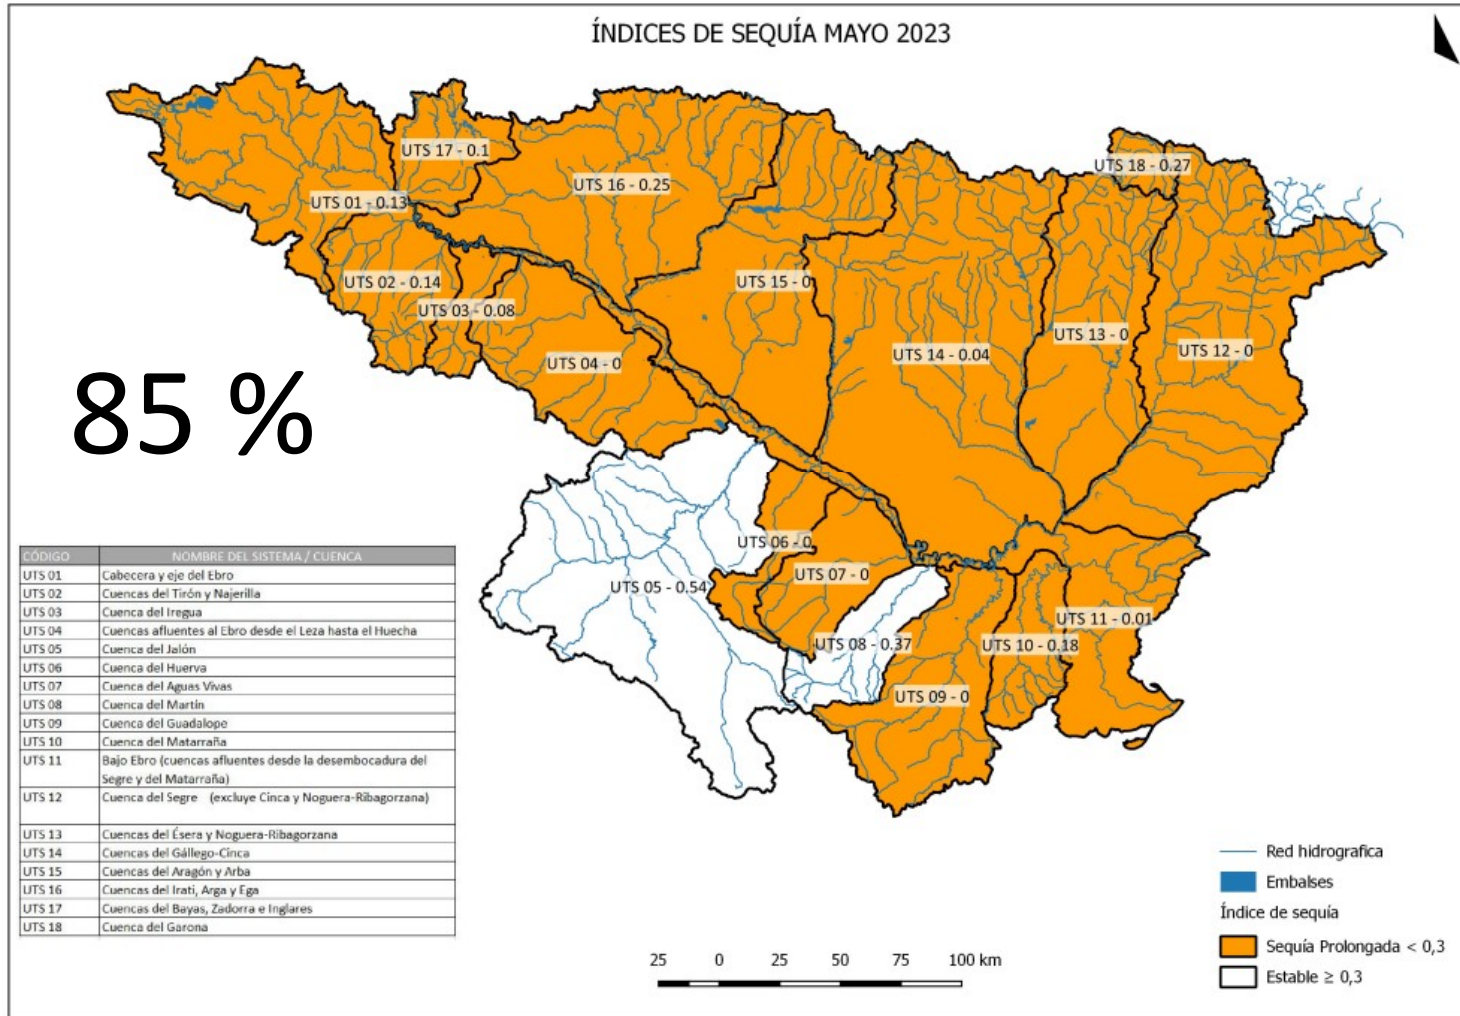 ÍNDICES DE SEQUÍA MAYO 2023
UTS 17 - 0.1
UTS 18 - 0.27
UTS 16 - 0.25
UTS 01 - 0.13
UTS 02 - 0.14
UTS 15 - 0
UTS 03 - 0.08
UTS 13 - 0
UTS 14 - 0.04
UTS 12 - 0
UTS 04 - 0
85 %
UTS 06 - 0
UTS 07 - 0
UTS 05 - 0.54
UTS 11 - 0.01
UTS 08 - 0.37
UTS 10 - 0.18
UTS 09 - 0
CÓDIGO NOMBRE DEL SISTEMA / CUENCA
UTS 01 Cabecera y eje del Ebro
UTS 02 Cuencas del Tirón y Najerilla
UTS 03 Cuenca del Iregua
UTS 04 Cuencas afluentes al Ebro desde el Leza hasta el Huecha
UTS 05 Cuenca del Jalón
UTS 06 Cuenca del Huerva
UTS 07 Cuenca del Aguas Vivas
UTS 08 Cuenca del Martín
UTS 09 Cuenca del Guadalope
UTS 10 Cuenca del Matarraña
UTS 11 Bajo Ebro (cuencas afluentes desde la desembocadura del
Segre y del Matarraña)
UTS 12 Cuenca del Segre (excluye Cinca y Noguera-Ribagorzana)
UTS 13 Cuencas del Ésera y Noguera-Ribagorzana
UTS 14 Cuencas del Gállego-Cinca
UTS 15 Cuencas del Aragón y Arba
UTS 16 Cuencas del Irati, Arga y Ega
UTS 17 Cuencas del Bayas, Zadorra e Inglares
UTS 18 Cuenca del Garona
Red hidrografica
Embalses
Índice de sequía
Sequía Prolongada < 0,3
Estable ≥ 0,3
25 0 25 50 75 100 km